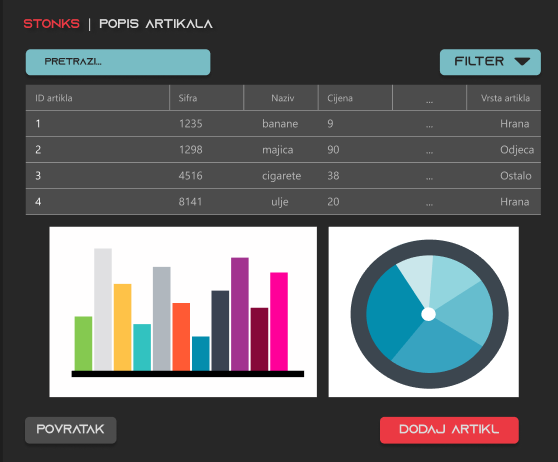 STONKS | POPIS ARTIKALA
PRETRAZI...
FILTER
ID artikla Sifra Naziv Cijena ... Vrsta artikla
1 1235 banane 9 ... Hrana
2 1298 majica 90 ... Odjeca
3 4516 cigarete 38 ... Ostalo
4 8141 ulje 20 ... Hrana
POVRATAK
DODAJ ARTIKL